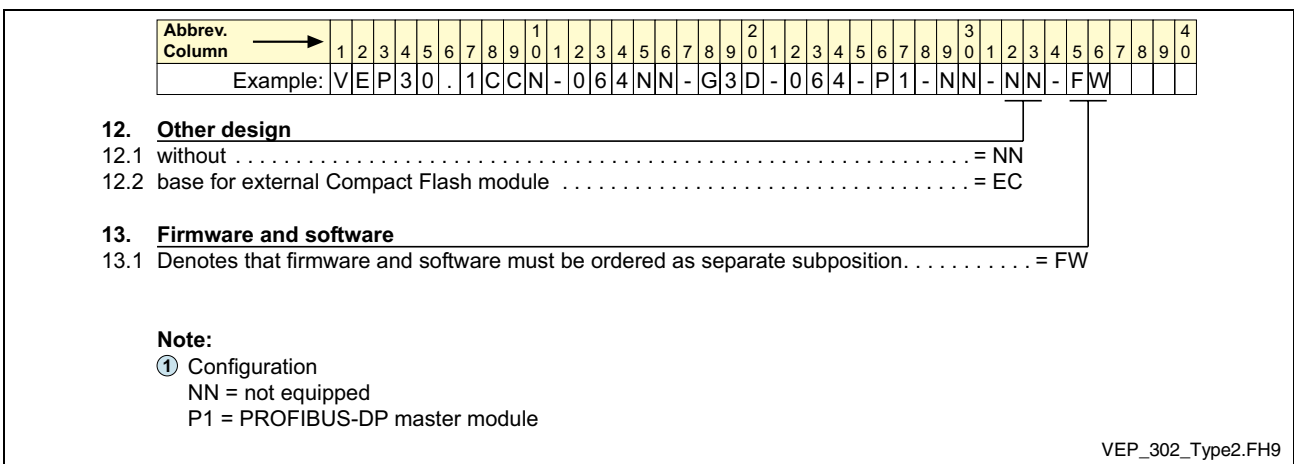 Abbrev. 1 2 3 4
Column 1 2 3 4 5 6 7 8 9 0 1 2 3 4 5 6 7 8 9 0 1 2 3 4 5 6 7 8 9 0 1 2 3 4 5 6 7 8 9 0
Example: V E P 3 0 . 1 C C N - 0 6 4 N N - G 3 D - 0 6 4 - P 1 - N N - N N - F W
12. Other design
12.1 without . . . . . . . . . . . . . . . . . . . . . . . . . . . . . . . . . . . . . . . . . . . . . . . . . . . . . . . . . . . . . = NN
12.2 base for external Compact Flash module . . . . . . . . . . . . . . . . . . . . . . . . . . . . . . . . . . = EC
13. Firmware and software
13.1 Denotes that firmware and software must be ordered as separate subposition. . . . . . . . . . . = FW
Note:
① Configuration
NN = not equipped
P1 = PROFIBUS-DP master module
VEP_302_Type2.FH9